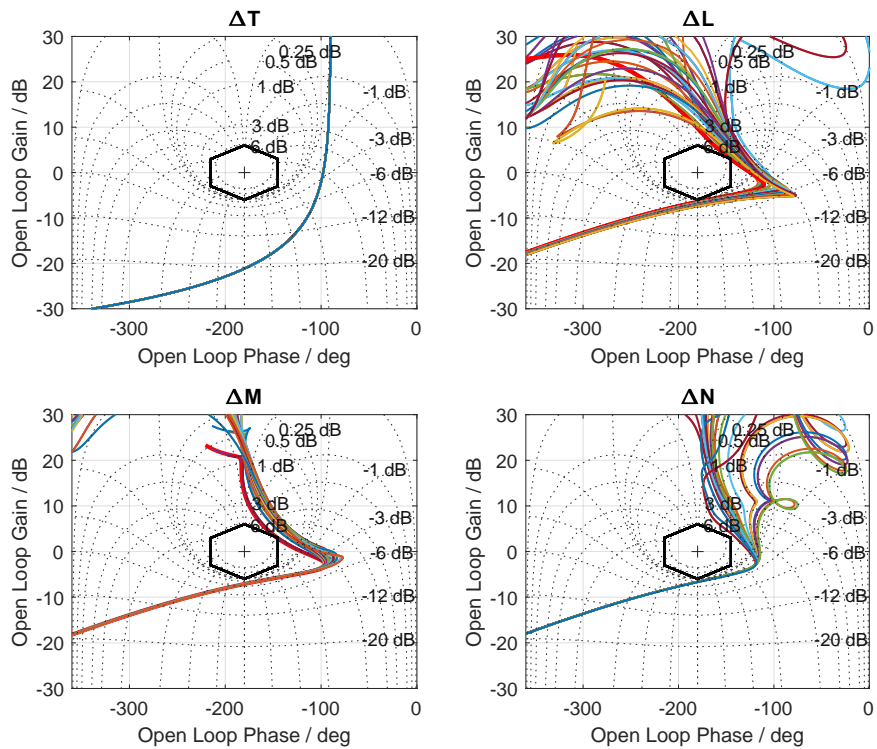 ΔT
ΔL
30
20
10
0
-10
-20
-30
Open Loop Gain / dB
0.25 dB
0.5 dB
1 dB
3 dB
6 dB
-1 dB
-3 dB
-6 dB
-12 dB
-20 dB
-300
-200
-100
0
Open Loop Phase / deg
30
20
10
0
-10
-20
-30
Open Loop Gain / dB
0.25 dB
0.5 dB
1 dB
3 dB
6 dB
-1 dB
-3 dB
-6 dB
-12 dB
-20 dB
-300
-200
-100
0
Open Loop Phase / deg
ΔM
ΔN
30
20
10
0
-10
-20
-30
Open Loop Gain / dB
0.25 dB
0.5 dB
1 dB
3 dB
6 dB
-1 dB
-3 dB
-6 dB
-12 dB
-20 dB
-300
-200
-100
0
Open Loop Phase / deg
30
20
10
0
-10
-20
-30
Open Loop Gain / dB
0.25 dB
0.5 dB
1 dB
3 dB
6 dB
-1 dB
-3 dB
-6 dB
-12 dB
-20 dB
-300
-200
-100
0
Open Loop Phase / deg